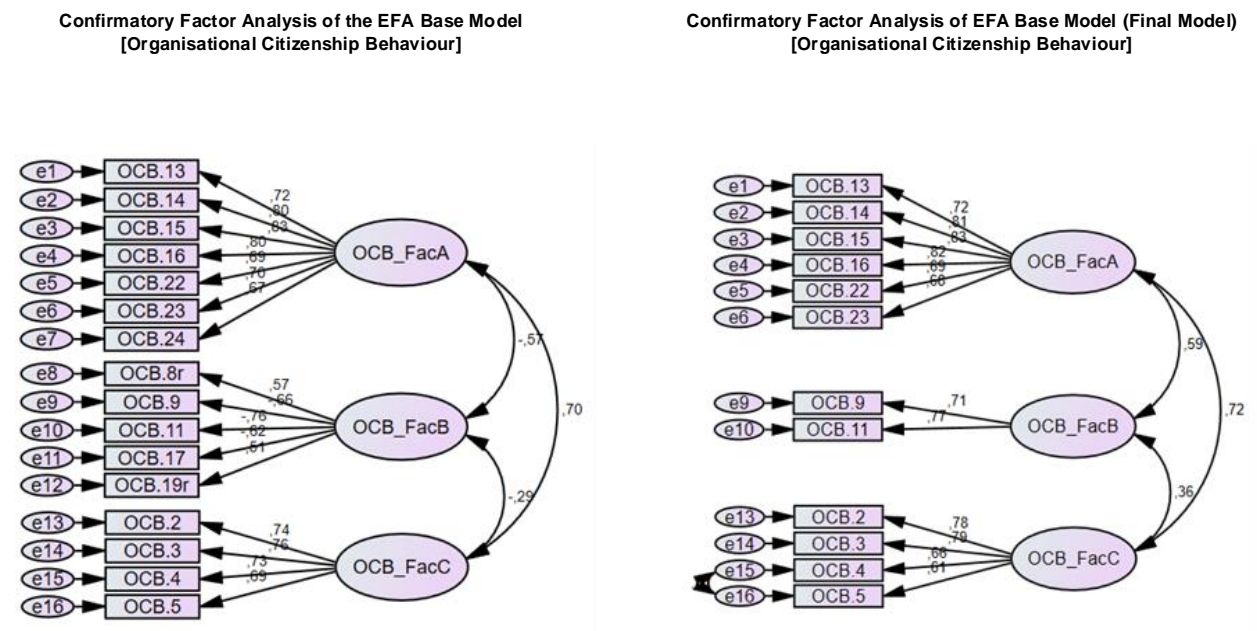 Confirmatory Factor Analysis of the EFA Base Model
[Organisational Citizenship Behaviour]
e1 OCB.13
e2 OCB.14
e3 OCB.15
e4 OCB.16
e5 OCB.22
e6 OCB.23
e7 OCB.24
,72
,80
,83
,80
,69
,70
,67
OCB_FacA
e8 OCB.8r
e9 OCB.9
e10 OCB.11
e11 OCB.17
e12 OCB.19r
,57
-,66
-,76
-,62
,51
OCB_FacB
e13 OCB.2
e14 OCB.3
e15 OCB.4
e16 OCB.5
,74
,76
,73
,69
OCB_FacC
-,57
,70
-,29
Confirmatory Factor Analysis of EFA Base Model (Final Model)
[Organisational Citizenship Behaviour]
e1 OCB.13
e2 OCB.14
e3 OCB.15
e4 OCB.16
e5 OCB.22
e6 OCB.23
,72
,81
,83
,82
,69
,66
OCB_FacA
e9 OCB.9
e10 OCB.11
,71
,77
OCB_FacB
e13 OCB.2
e14 OCB.3
e15 OCB.4
e16 OCB.5
,78
,79
,66
,61
OCB_FacC
,59
,72
,36